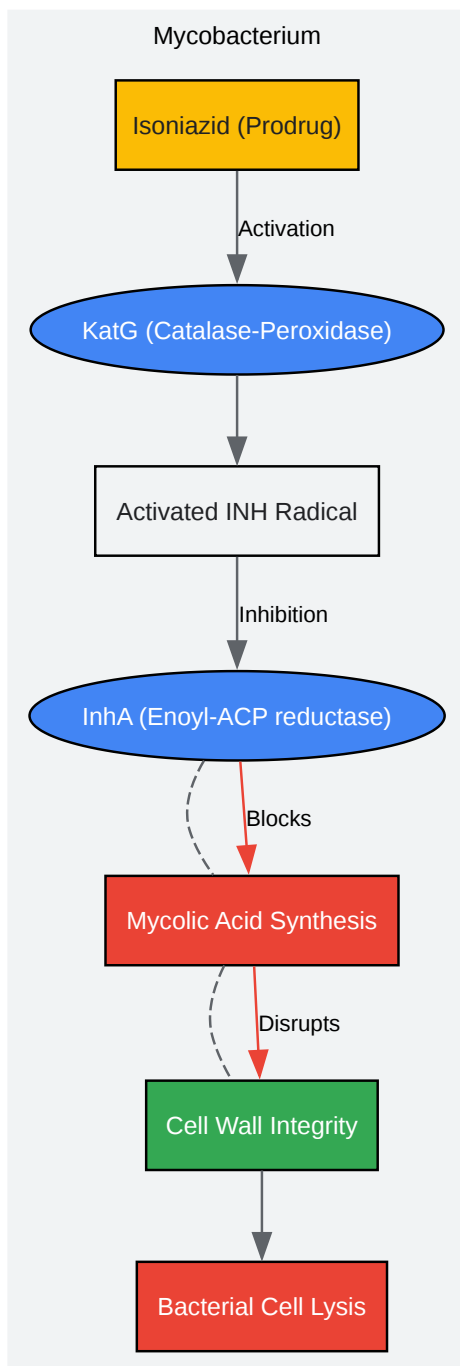 Mycobacterium
Isoniazid (Prodrug)
Activation
KatG (Catalase-Peroxidase)
Activated INH Radical
Inhibition
InhA (Enoyl-ACP reductase)
Blocks
Mycolic Acid Synthesis
Disrupts
Cell Wall Integrity
Bacterial Cell Lysis